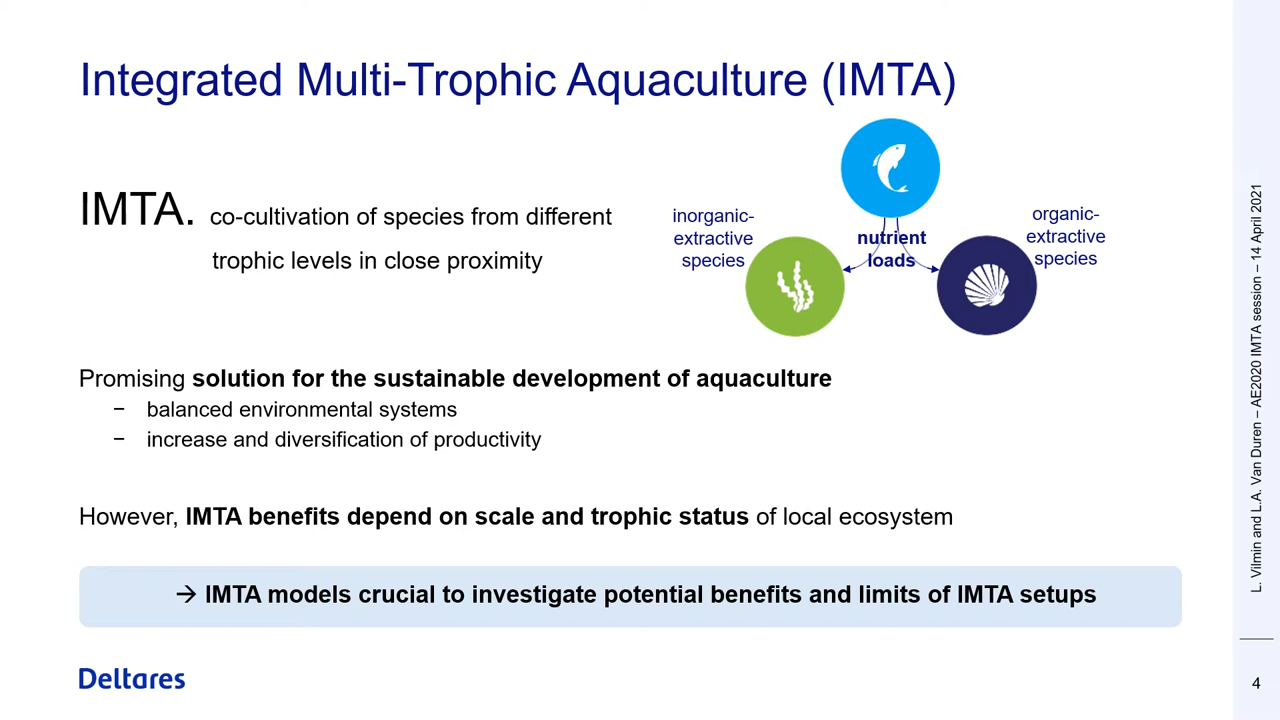 Integrated Multi-Trophic Aquaculture (IMTA)
IMTA. co-cultivation of species from different
trophic levels in close proximity
inorganic-
extractive
species
nutrient
loads
organic-
extractive
species
Promising solution for the sustainable development of aquaculture
− balanced environmental systems
− increase and diversification of productivity
However, IMTA benefits depend on scale and trophic status of local ecosystem
→ IMTA models crucial to investigate potential benefits and limits of IMTA setups
Deltares
L. Vilmin and L.A. Van Duren – AE2020 IMTA session – 14 April 2021
4